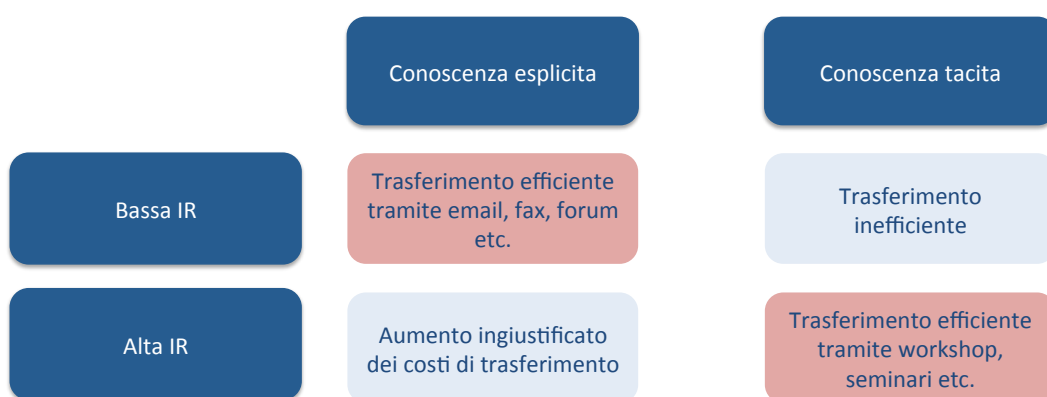 Conoscenza esplicita
Conoscenza tacita
Bassa IR
Trasferimento efficiente
tramite email, fax, forum
etc.
Trasferimento
inefficiente
Alta IR
Aumento ingiustificato
dei costi di trasferimento
Trasferimento efficiente
tramite workshop,
seminari etc.